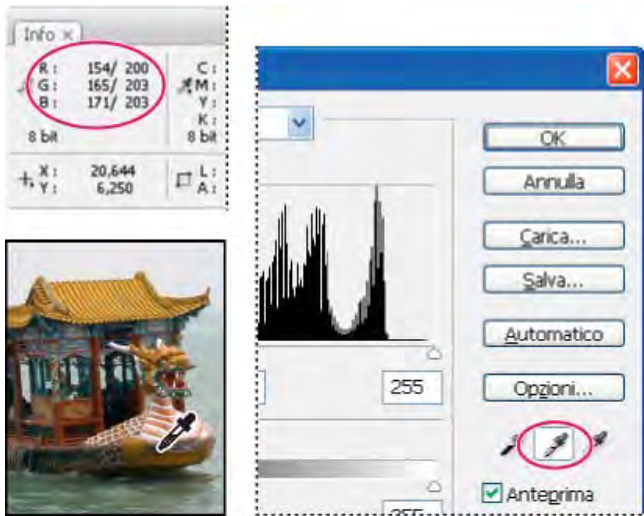 Info ×
R: 154/ 200 C:
G: 165/ 203 M:
B: 171/ 203 Y:
K:
8 bit 8 bit
X: 20,644 L:
Y: 6,250 A:
OK
Annulla
Carica...
Salva...
Automatico
255 Opzioni...
Anteprima
255